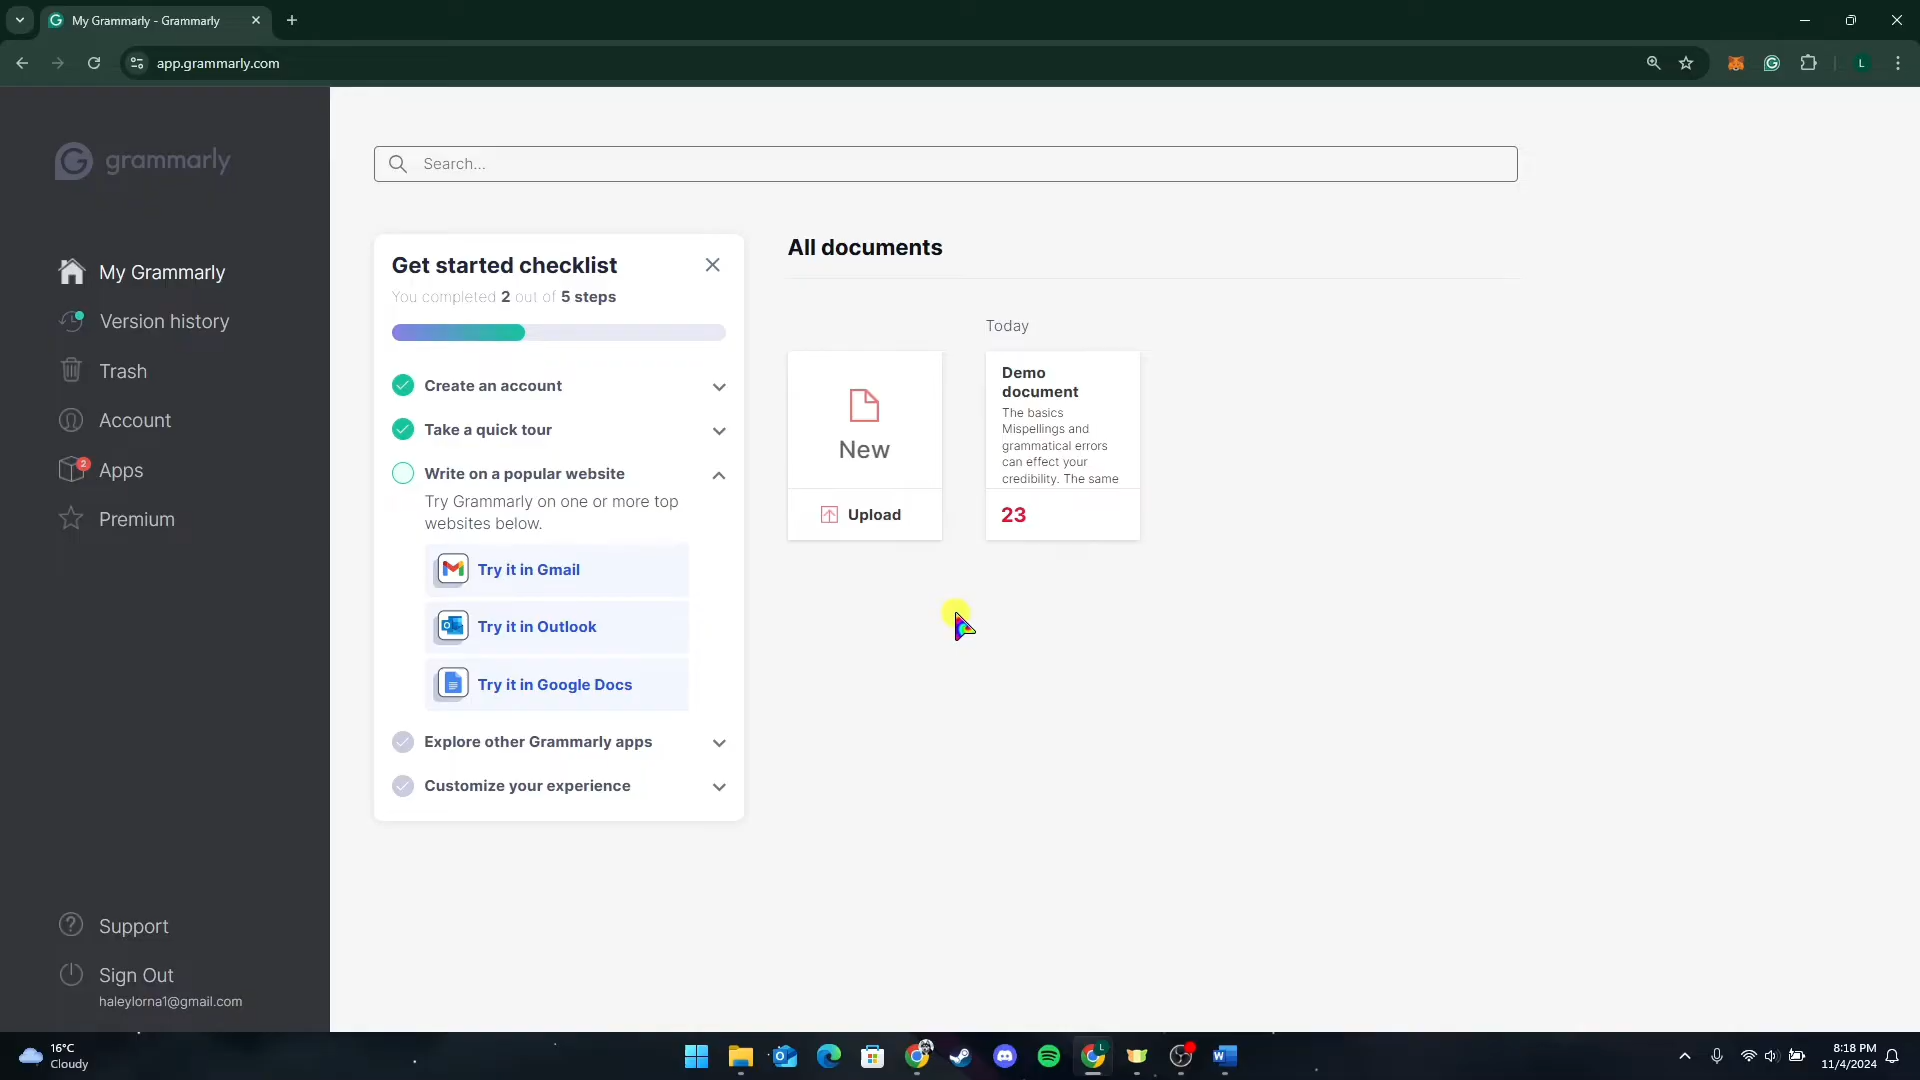 My Grammarly - Grammarly
app.grammarly.com
L
grammarly
My Grammarly
Version history
Trash
Account
2
Apps
Premium
Support
Sign Out
haleylorna1@gmail.com
Search...
Get started checklist
You completed 2 out of 5 steps
Create an account
Take a quick tour
Write on a popular website
Try Grammarly on one or more top
websites below.
Try it in Gmail
Try it in Outlook
Try it in Google Docs
Explore other Grammarly apps
Customize your experience
All documents
Today
New
Upload
Demo
document
The basics
Mispellings and
grammatical errors
can effect your
credibility. The same
23
16°C
Cloudy
8:18 PM
11/4/2024